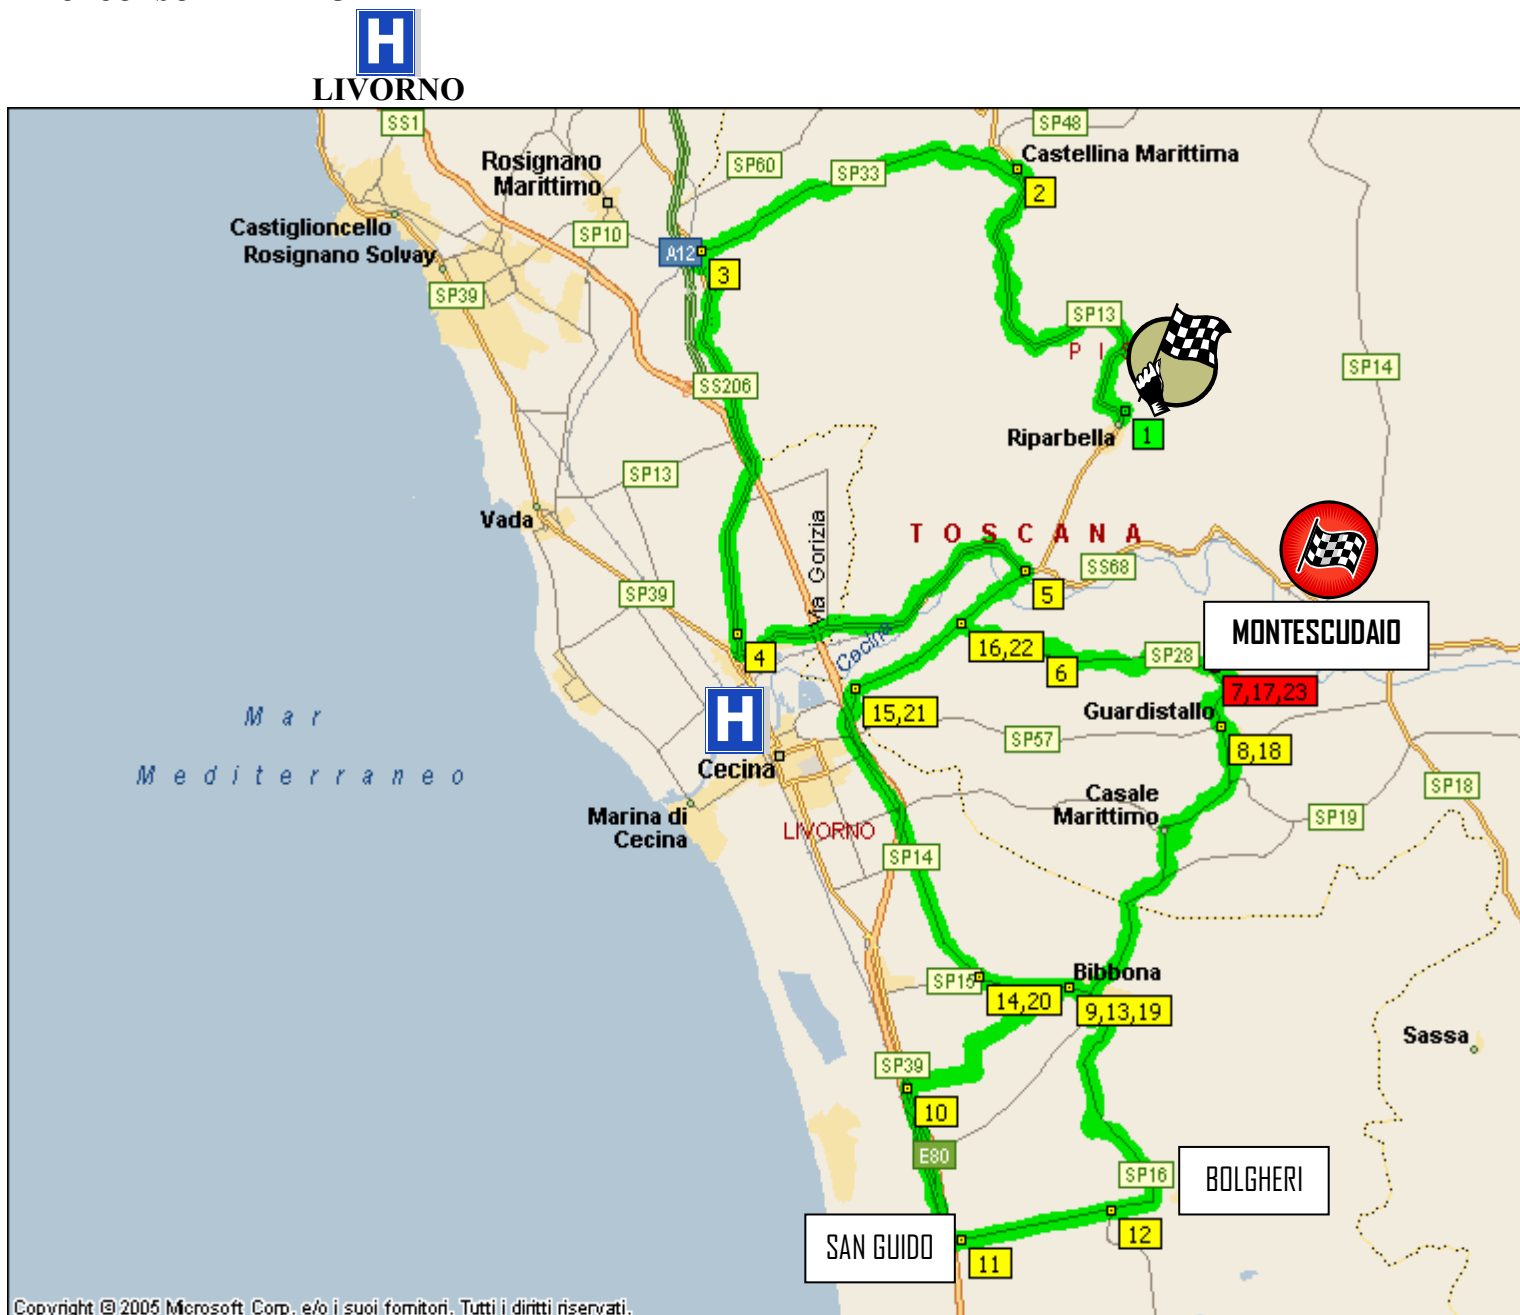 H
LIVORNO
SS1
SP48
Rosignano
Marittimo
SP60
SP33
Castellina Marittima
2
Castiglioncello
SP10
Rosignano Solvay
A12
3
SP39
SP13
P I
SS206
SP14
Riparbella
1
SP13
Vada
Via Gorizia
T O S C A N A
SS68
SP39
5
MONTESCUDAIO
Cecina
4
16,22
6
SP28
7,17,23
H
15,21
Guardistallo
SP57
8,18
Mar
Mediterraneo
Cecina
Casale
Marittimo
SP18
SP19
Marina di
Cecina
LIVORNO
SP14
Bibbona
SP15
14,20
9,13,19
Sassa
SP39
10
E80
SP16
BOLGHERI
12
SAN GUIDO
11
Copyright © 2005 Microsoft Corp. e/o i suoi fornitori. Tutti i diritti riservati.